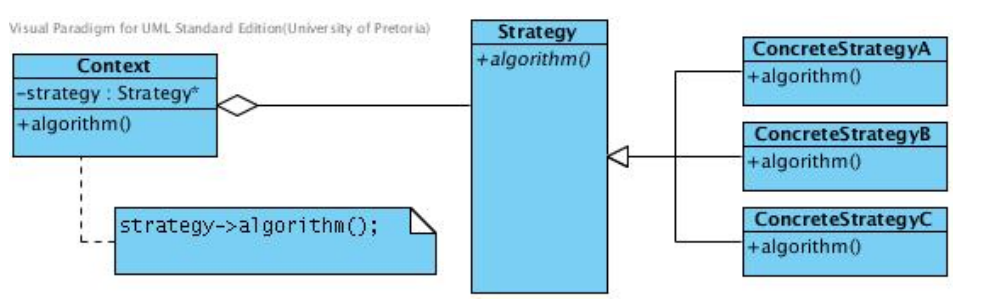 Visual Paradigm for UML Standard Edition(University of Pretoria)
Context
-strategy : Strategy*
+algorithm()
strategy->algorithm();
Strategy
+algorithm()
ConcreteStrategyA
+algorithm()
ConcreteStrategyB
+algorithm()
ConcreteStrategyC
+algorithm()